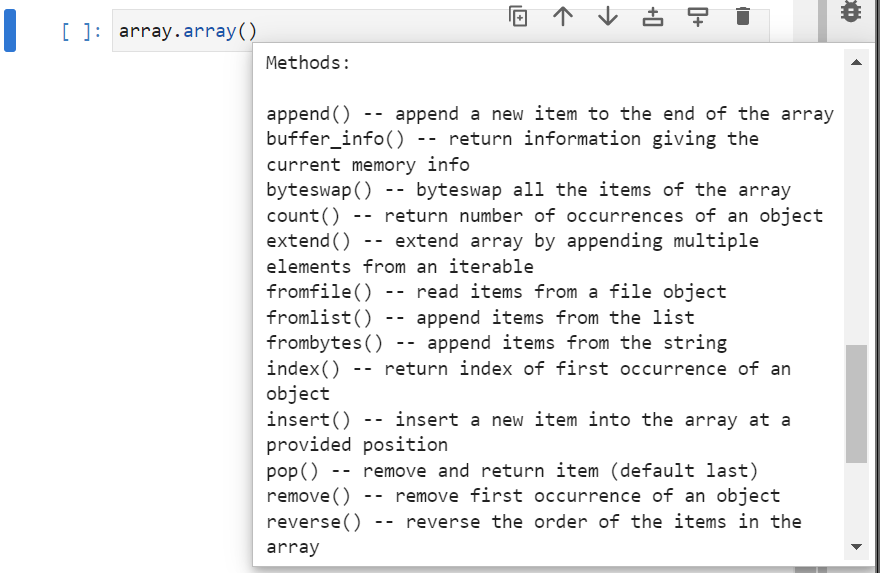 [ ]: array.array()
Methods:
append() -- append a new item to the end of the array
buffer_info() -- return information giving the
current memory info
byteswap() -- byteswap all the items of the array
count() -- return number of occurrences of an object
extend() -- extend array by appending multiple
elements from an iterable
fromfile() -- read items from a file object
fromlist() -- append items from the list
frombytes() -- append items from the string
index() -- return index of first occurrence of an
object
insert() -- insert a new item into the array at a
provided position
pop() -- remove and return item (default last)
remove() -- remove first occurrence of an object
reverse() -- reverse the order of the items in the
array